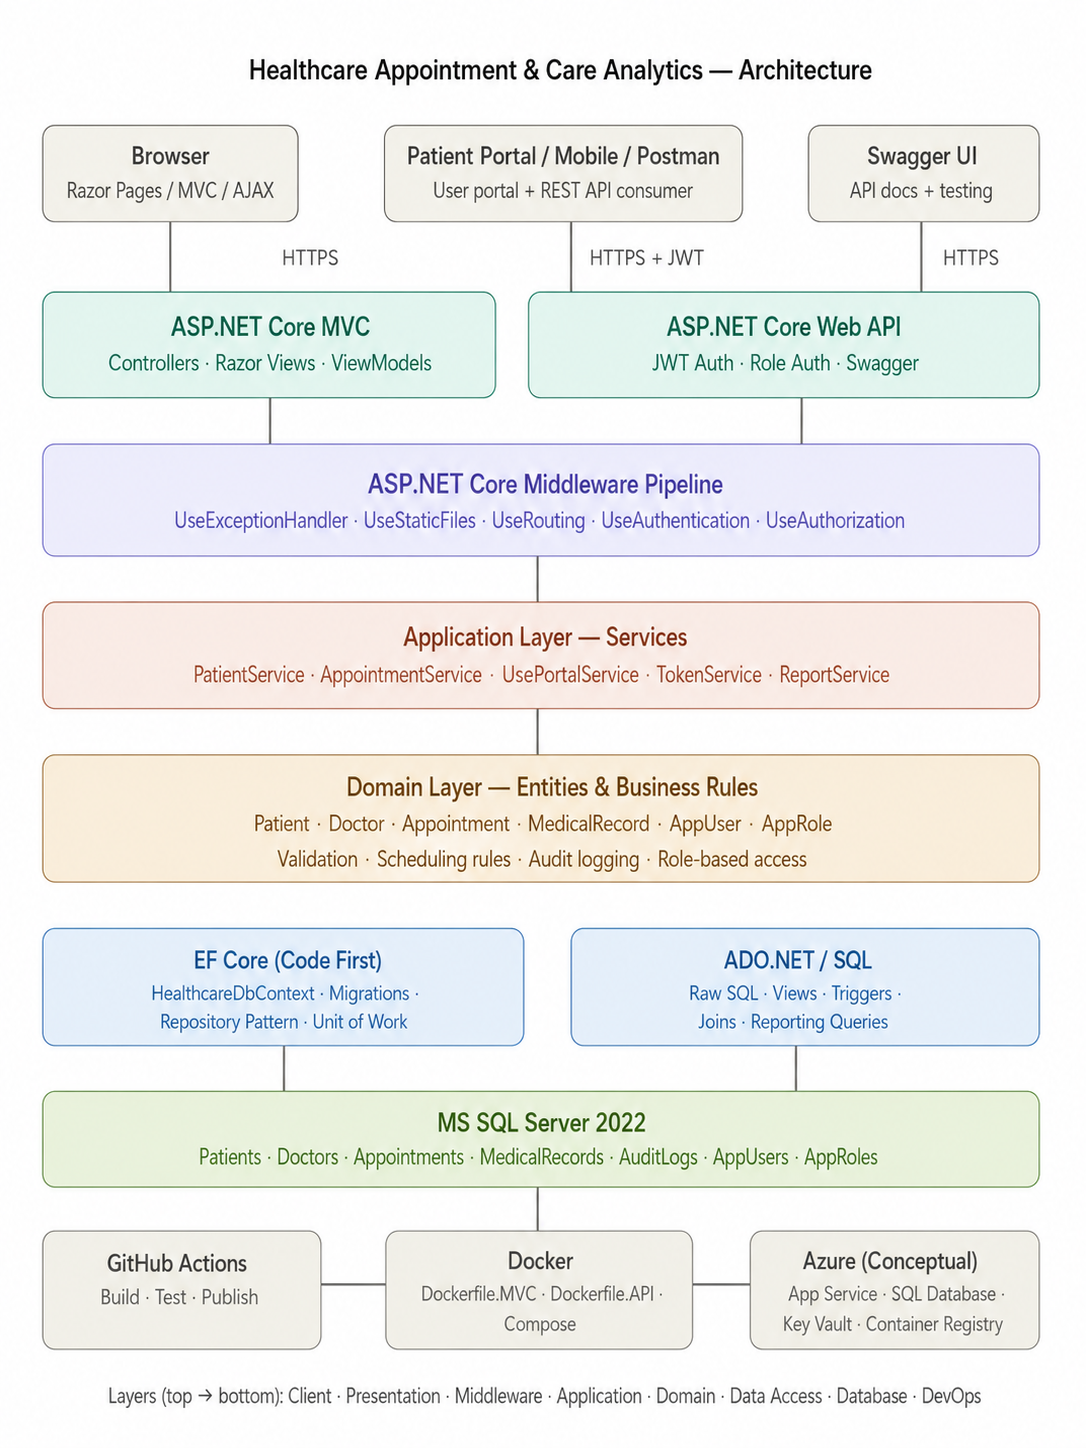 Healthcare Appointment & Care Analytics — Architecture
Browser
Razor Pages / MVC / AJAX
Patient Portal / Mobile / Postman
User portal + REST API consumer
Swagger UI
API docs + testing
HTTPS
HTTPS + JWT
HTTPS
ASP.NET Core MVC
Controllers · Razor Views · ViewModels
ASP.NET Core Web API
JWT Auth · Role Auth · Swagger
ASP.NET Core Middleware Pipeline
UseExceptionHandler · UseStaticFiles · UseRouting · UseAuthentication · UseAuthorization
Application Layer — Services
PatientService · AppointmentService · UsePortalService · TokenService · ReportService
Domain Layer — Entities & Business Rules
Patient · Doctor · Appointment · MedicalRecord · AppUser · AppRole
Validation · Scheduling rules · Audit logging · Role-based access
EF Core (Code First)
HealthcareDbContext · Migrations ·
Repository Pattern · Unit of Work
ADO.NET / SQL
Raw SQL · Views · Triggers ·
Joins · Reporting Queries
MS SQL Server 2022
Patients · Doctors · Appointments · MedicalRecords · AuditLogs · AppUsers · AppRoles
GitHub Actions
Build · Test · Publish
Docker
Dockerfile.MVC · Dockerfile.API ·
Compose
Azure (Conceptual)
App Service · SQL Database ·
Key Vault · Container Registry
Layers (top → bottom): Client · Presentation · Middleware · Application · Domain · Data Access · Database · DevOps